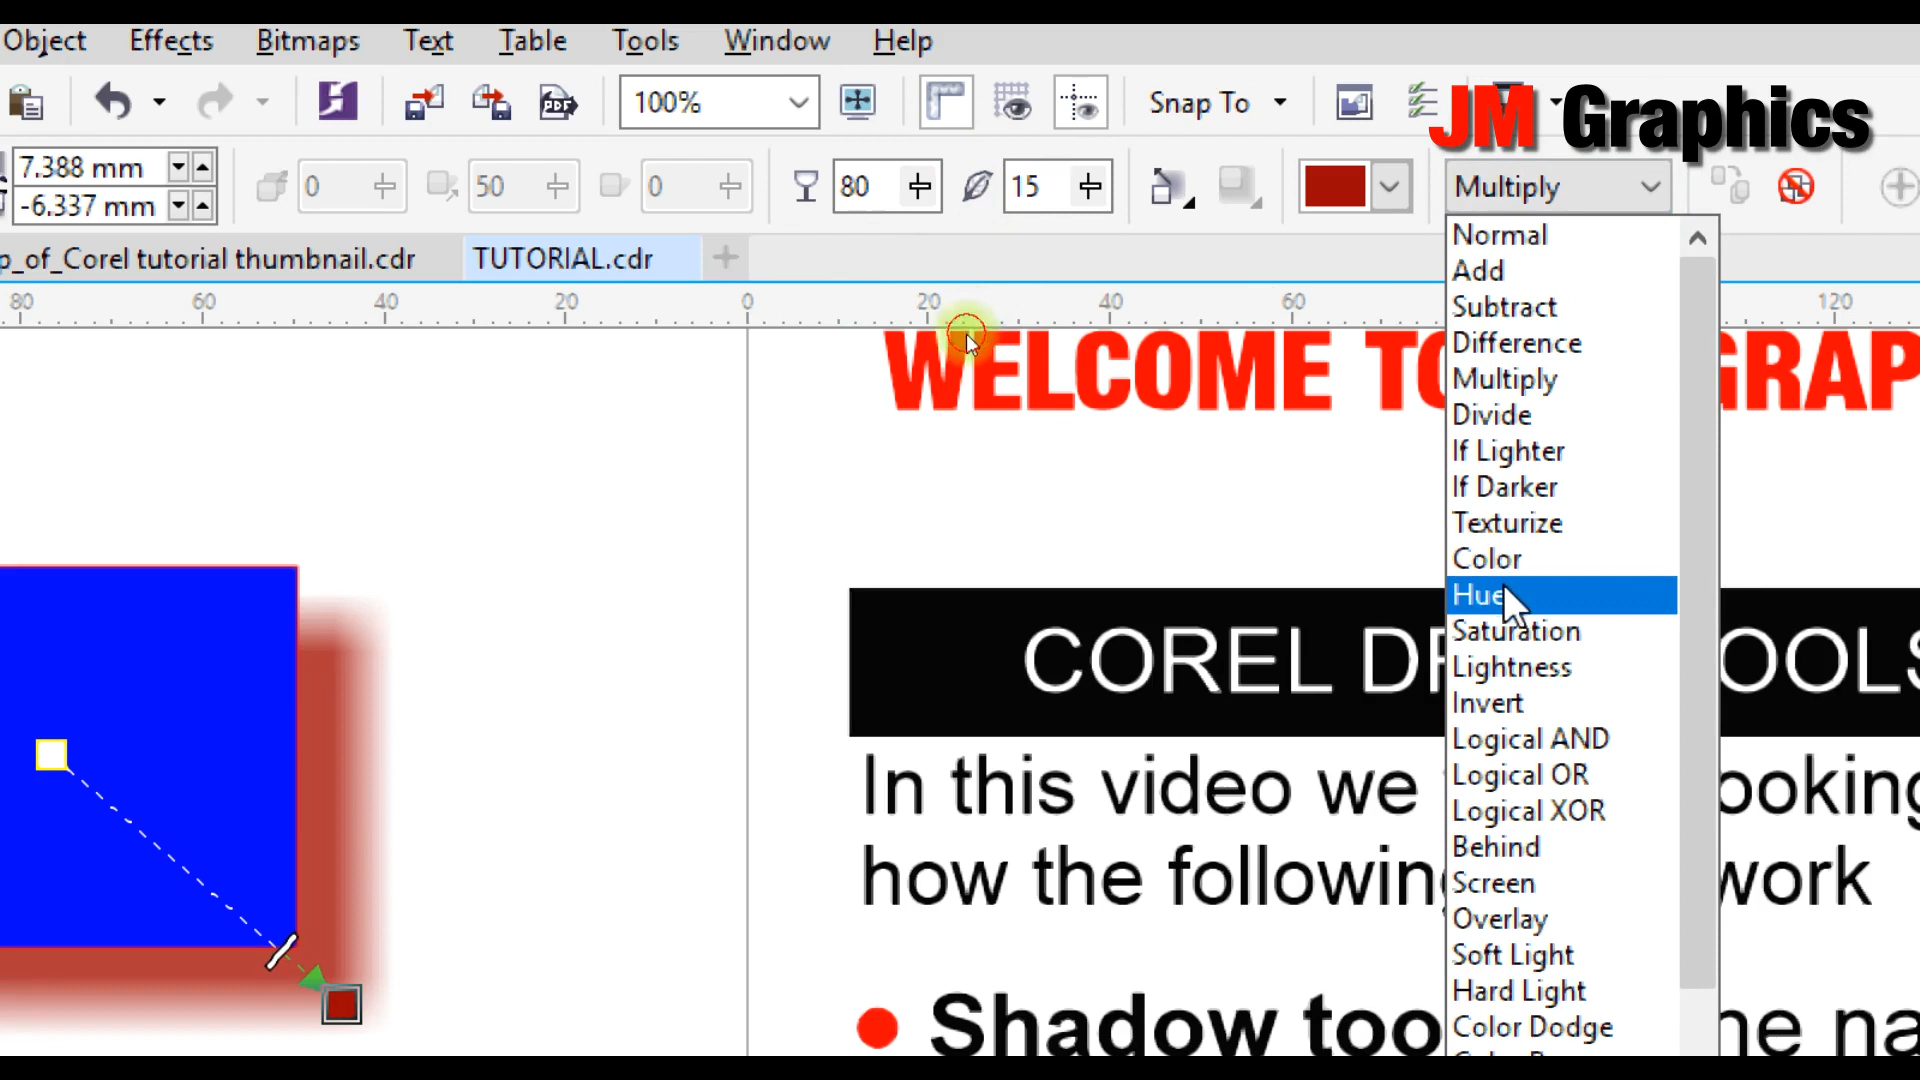 Object Effects Bitmaps Text Table Tools Window Help
100% PDF Snap To
JM Graphics
7.388 mm
-6.337 mm
0 50 0 80 15 Multiply
p_of_Corel tutorial thumbnail.cdr TUTORIAL.cdr
80 60 40 20 0 20 40 60 120
Normal
Add
Subtract
Difference
Multiply
Divide
If Lighter
If Darker
Texturize
Color
Hue
Saturation
Lightness
Invert
Logical AND
Logical OR
Logical XOR
Behind
Screen
Overlay
Soft Light
Hard Light
Color Dodge
WELCOME TO GRAP
COREL DR OOLS
In this video we ooking
how the following work
Shadow too ne na